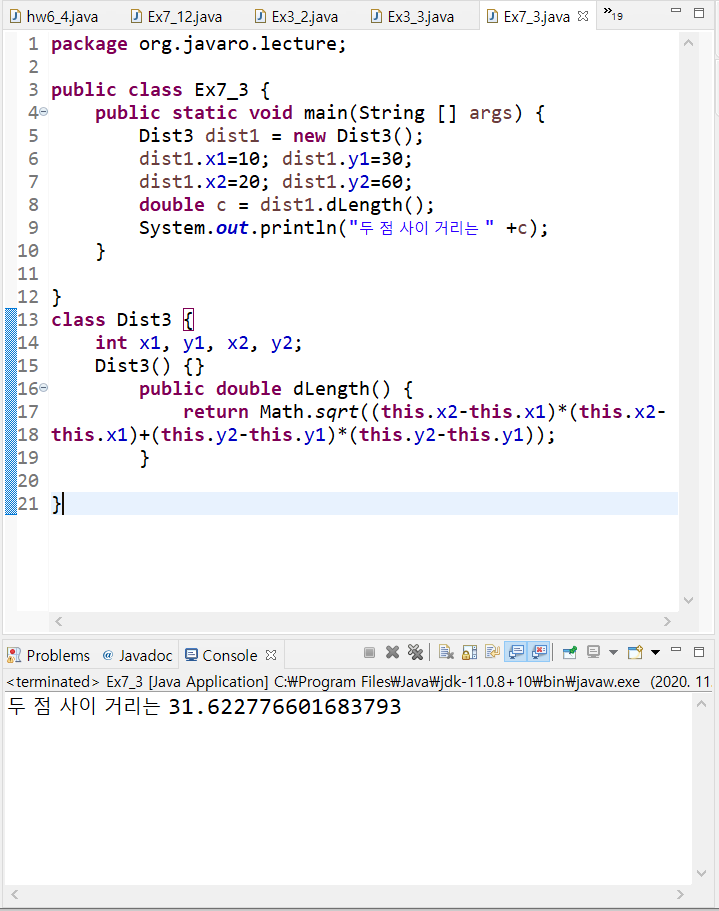 hw6_4.java Ex7_12.java Ex3_2.java Ex3_3.java Ex7_3.java »19
1 package org.javaro.lecture;
2
3 public class Ex7_3 {
4 public static void main(String [] args) {
5 Dist3 dist1 = new Dist3();
6 dist1.x1=10; dist1.y1=30;
7 dist1.x2=20; dist1.y2=60;
8 double c = dist1.dLength();
9 System.out.println("두 점 사이 거리는 " +c);
10 }
11
12 }
13 class Dist3 {
14 int x1, y1, x2, y2;
15 Dist3() {}
16 public double dLength() {
17 return Math.sqrt((this.x2-this.x1)*(this.x2-
18 this.x1)+(this.y2-this.y1)*(this.y2-this.y1));
19 }
20
21 }
Problems @ Javadoc Console
<terminated> Ex7_3 [Java Application] C:₩Program Files₩Java₩jdk-11.0.8+10₩bin₩javaw.exe (2020. 11
두 점 사이 거리는 31.622776601683793